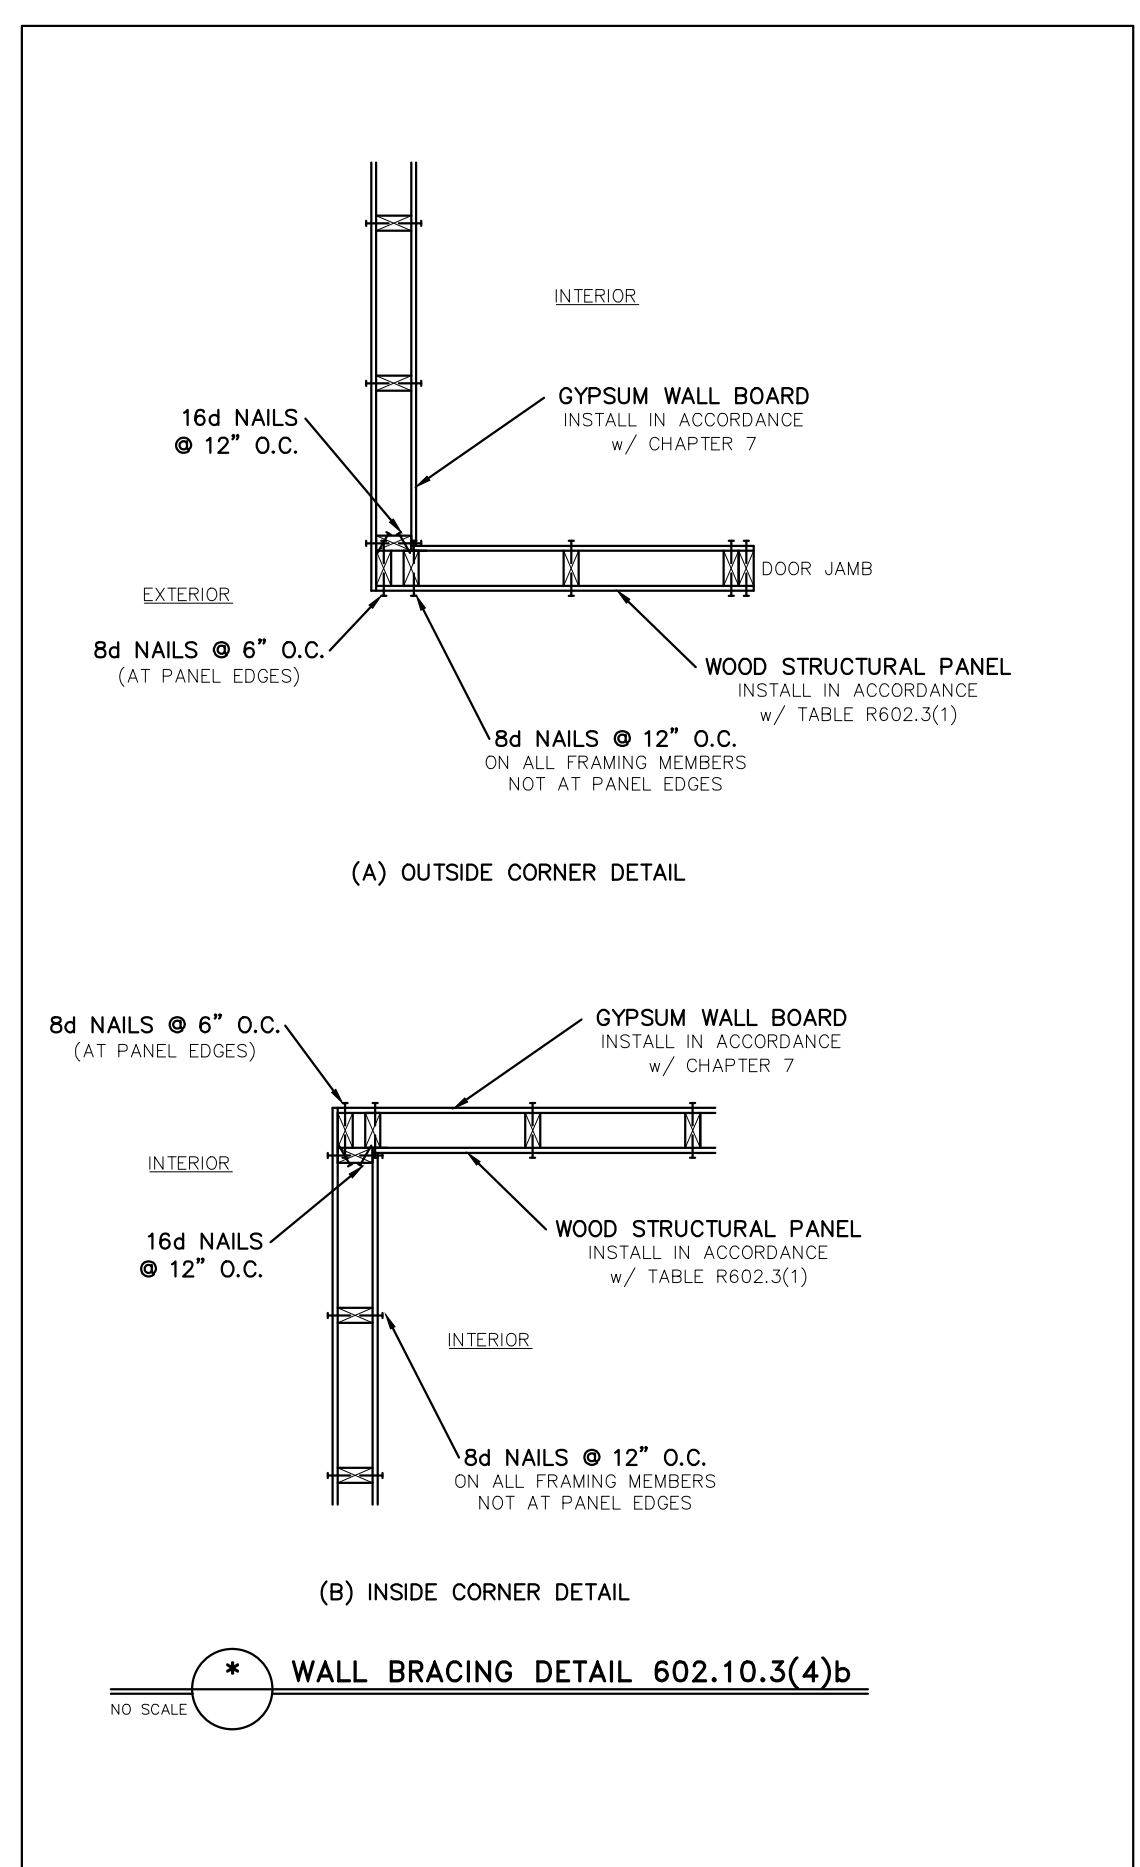 INTERIOR
GYPSUM WALL BOARD
INSTALL IN ACCORDANCE
w/ CHAPTER 7
16d NAILS
@ 12" O.C.
DOOR JAMB
EXTERIOR
8d NAILS @ 6" O.C.
(AT PANEL EDGES)
WOOD STRUCTURAL PANEL
INSTALL IN ACCORDANCE
w/ TABLE R602.3(1)
8d NAILS @ 12" O.C.
ON ALL FRAMING MEMBERS
NOT AT PANEL EDGES
(A) OUTSIDE CORNER DETAIL
8d NAILS @ 6" O.C.
(AT PANEL EDGES)
GYPSUM WALL BOARD
INSTALL IN ACCORDANCE
w/ CHAPTER 7
INTERIOR
16d NAILS
@ 12" O.C.
WOOD STRUCTURAL PANEL
INSTALL IN ACCORDANCE
w/ TABLE R602.3(1)
INTERIOR
8d NAILS @ 12" O.C.
ON ALL FRAMING MEMBERS
NOT AT PANEL EDGES
(B) INSIDE CORNER DETAIL
* WALL BRACING DETAIL 602.10.3(4)b
NO SCALE